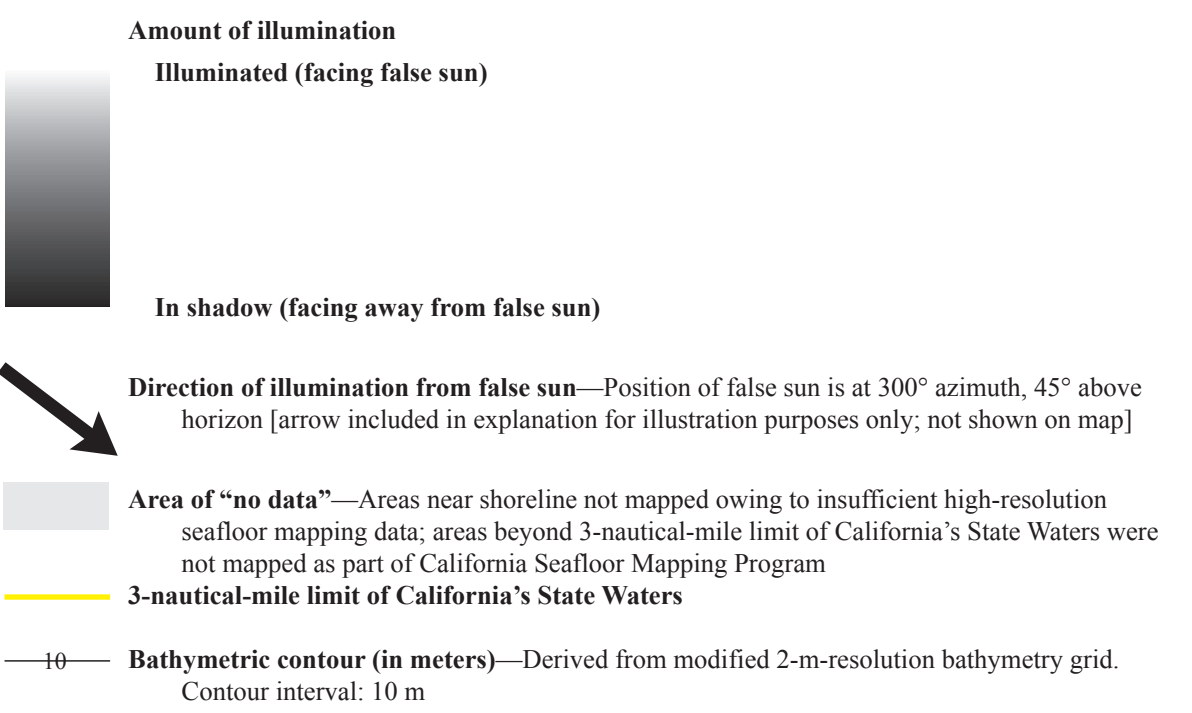 Amount of illumination
Illuminated (facing false sun)
In shadow (facing away from false sun)
Direction of illumination from false sun—Position of false sun is at 300° azimuth, 45° above
horizon [arrow included in explanation for illustration purposes only; not shown on map]
Area of “no data”—Areas near shoreline not mapped owing to insufficient high-resolution
seafloor mapping data; areas beyond 3-nautical-mile limit of California’s State Waters were
not mapped as part of California Seafloor Mapping Program
3-nautical-mile limit of California’s State Waters
10 Bathymetric contour (in meters)—Derived from modified 2-m-resolution bathymetry grid.
Contour interval: 10 m